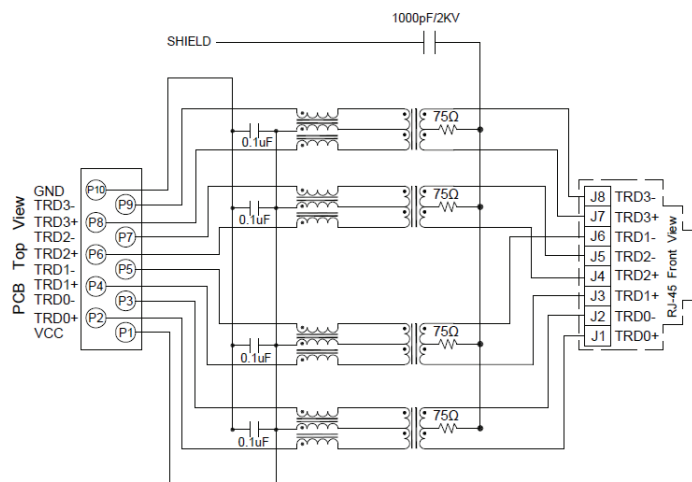 1000pF/2KV
SHIELD
75Ω
0.1uF
75Ω
0.1uF
75Ω
0.1uF
75Ω
0.1uF
PCB Top View
GND
TRD3-
TRD3+
TRD2-
TRD2+
TRD1-
TRD1+
TRD0-
TRD0+
VCC
P10
P9
P8
P7
P6
P5
P4
P3
P2
P1
J8 TRD3-
J7 TRD3+
J6 TRD1-
J5 TRD2-
J4 TRD2+
J3 TRD1+
J2 TRD0-
J1 TRD0+
RJ-45 Front View